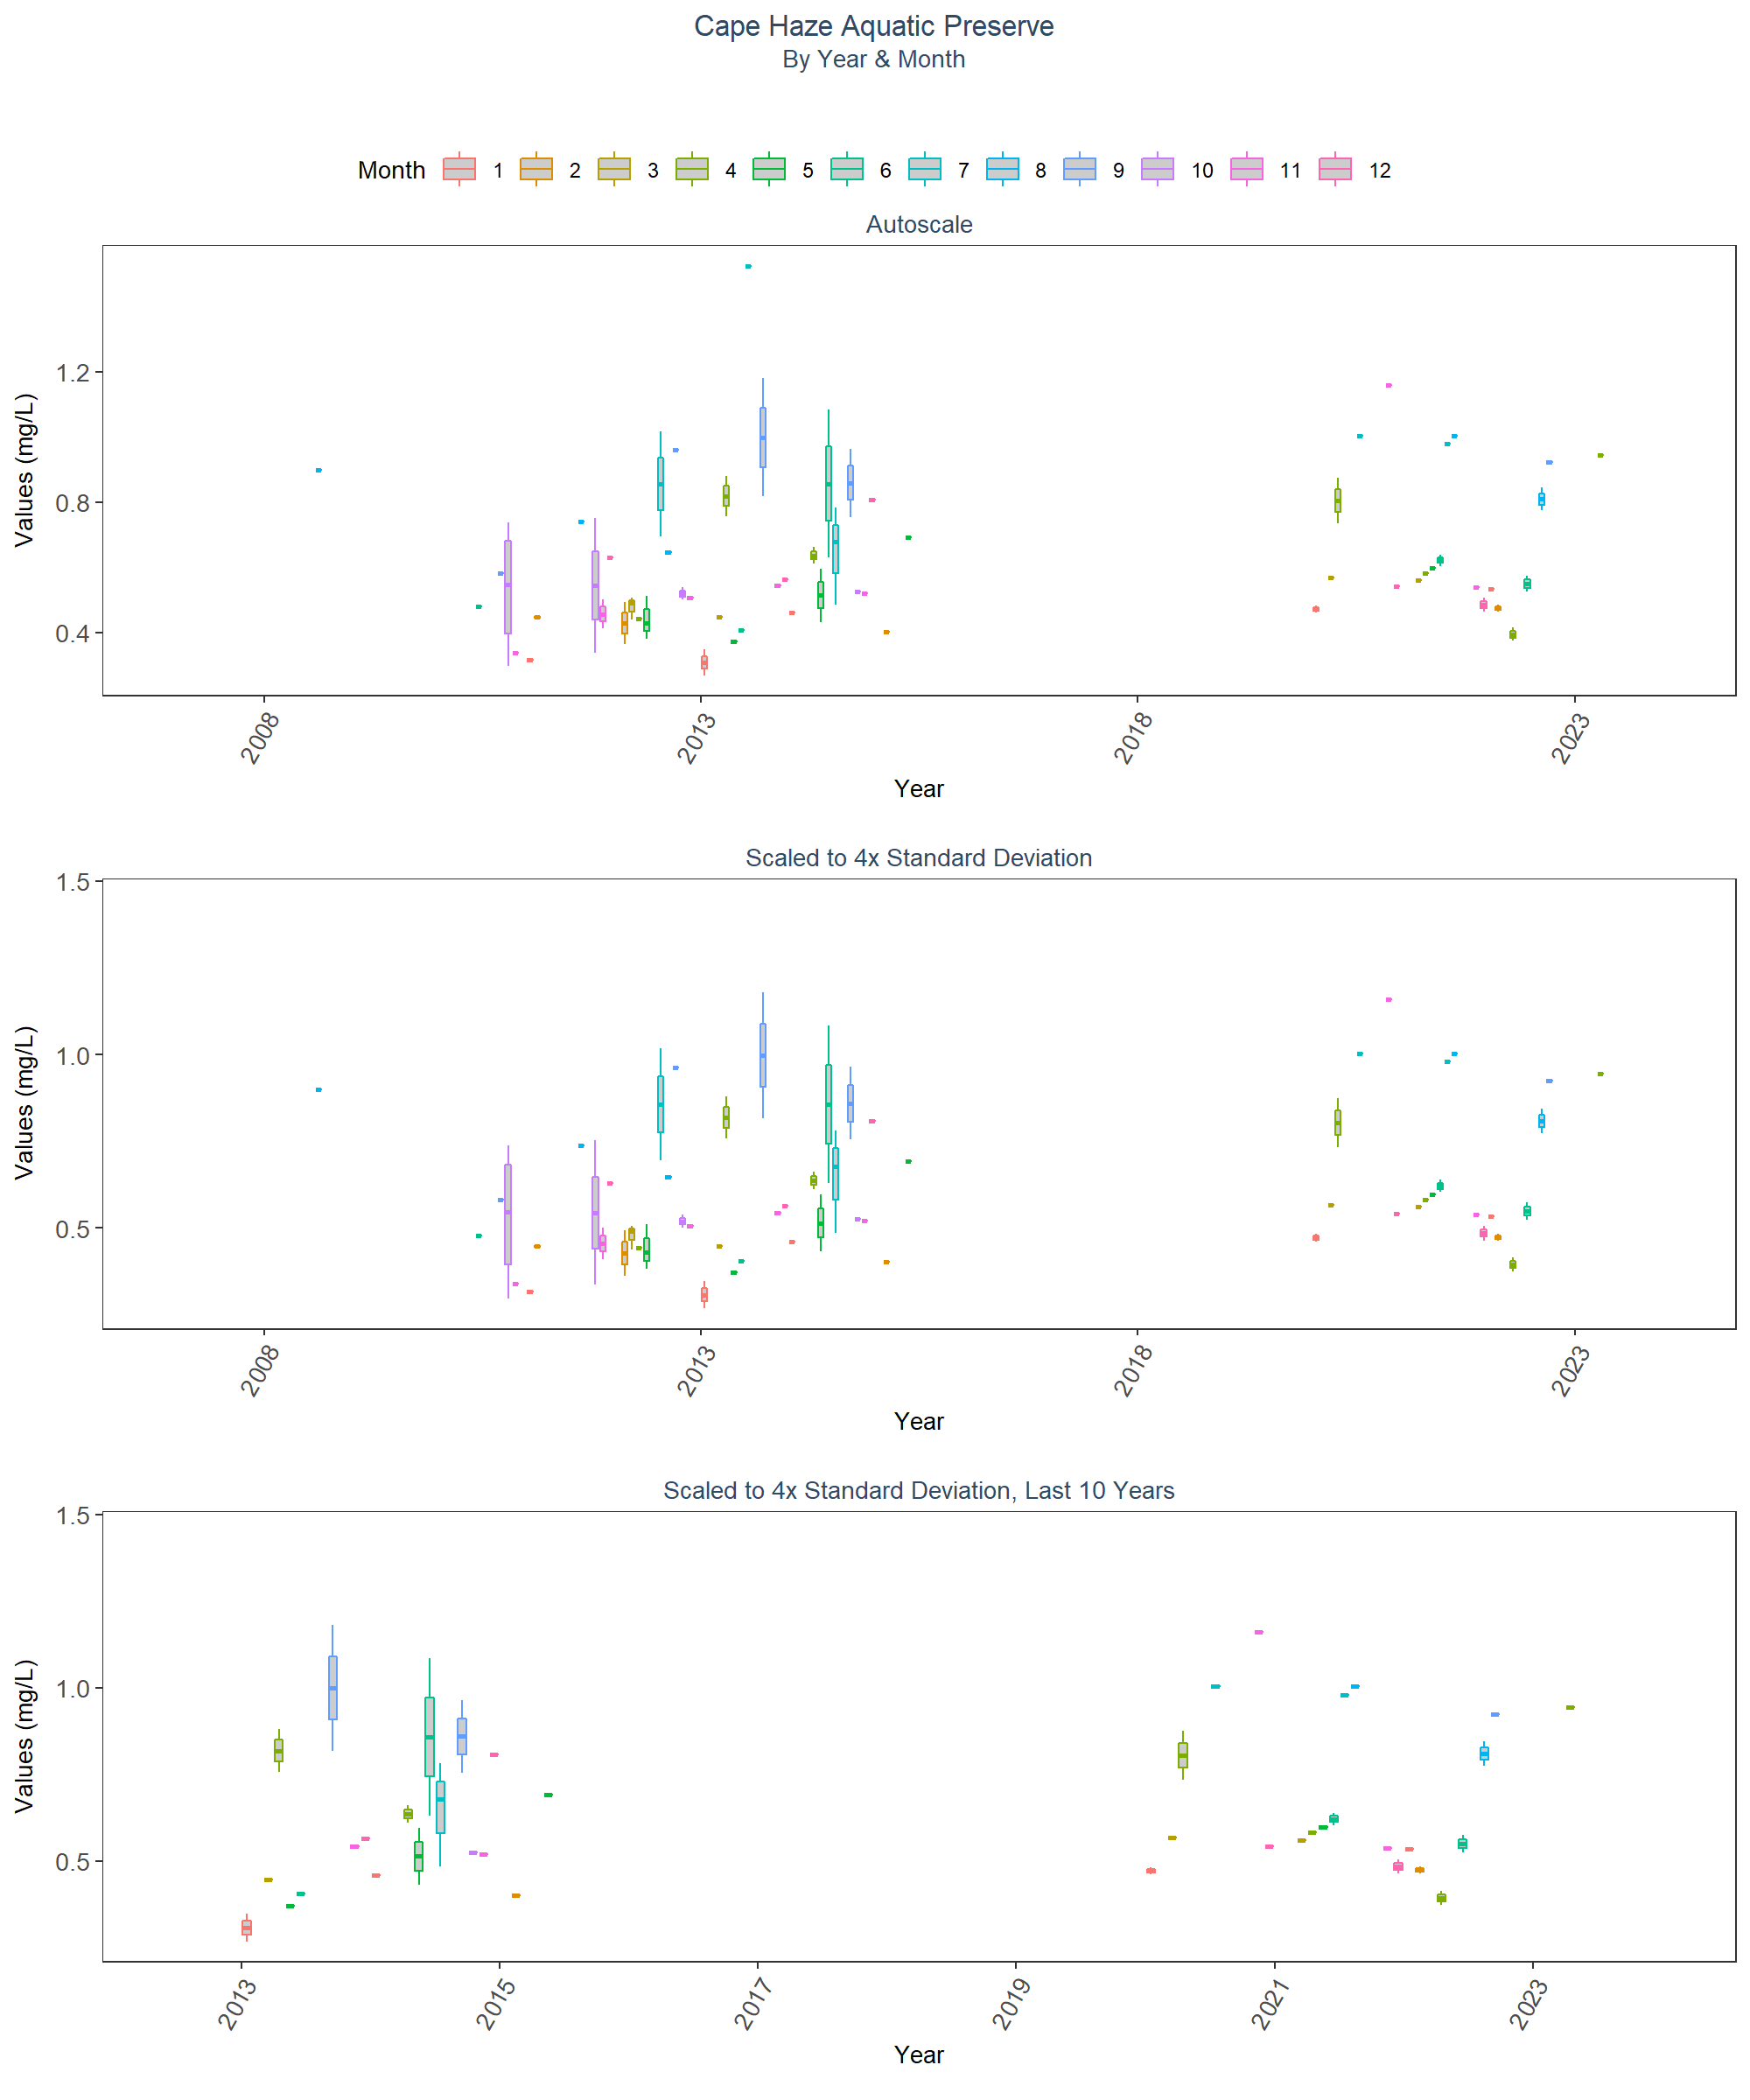 Cape Haze Aquatic Preserve
By Year & Month
Month 1 2 3 4 5 6 7 8 9 10 11 12
Autoscale
1.2
0.8
0.4
Values (mg/L)
2008 2013 2018 2023
Year
Scaled to 4x Standard Deviation
1.5
1.0
0.5
Values (mg/L)
2008 2013 2018 2023
Year
Scaled to 4x Standard Deviation, Last 10 Years
1.5
1.0
0.5
Values (mg/L)
2013 2015 2017 2019 2021 2023
Year